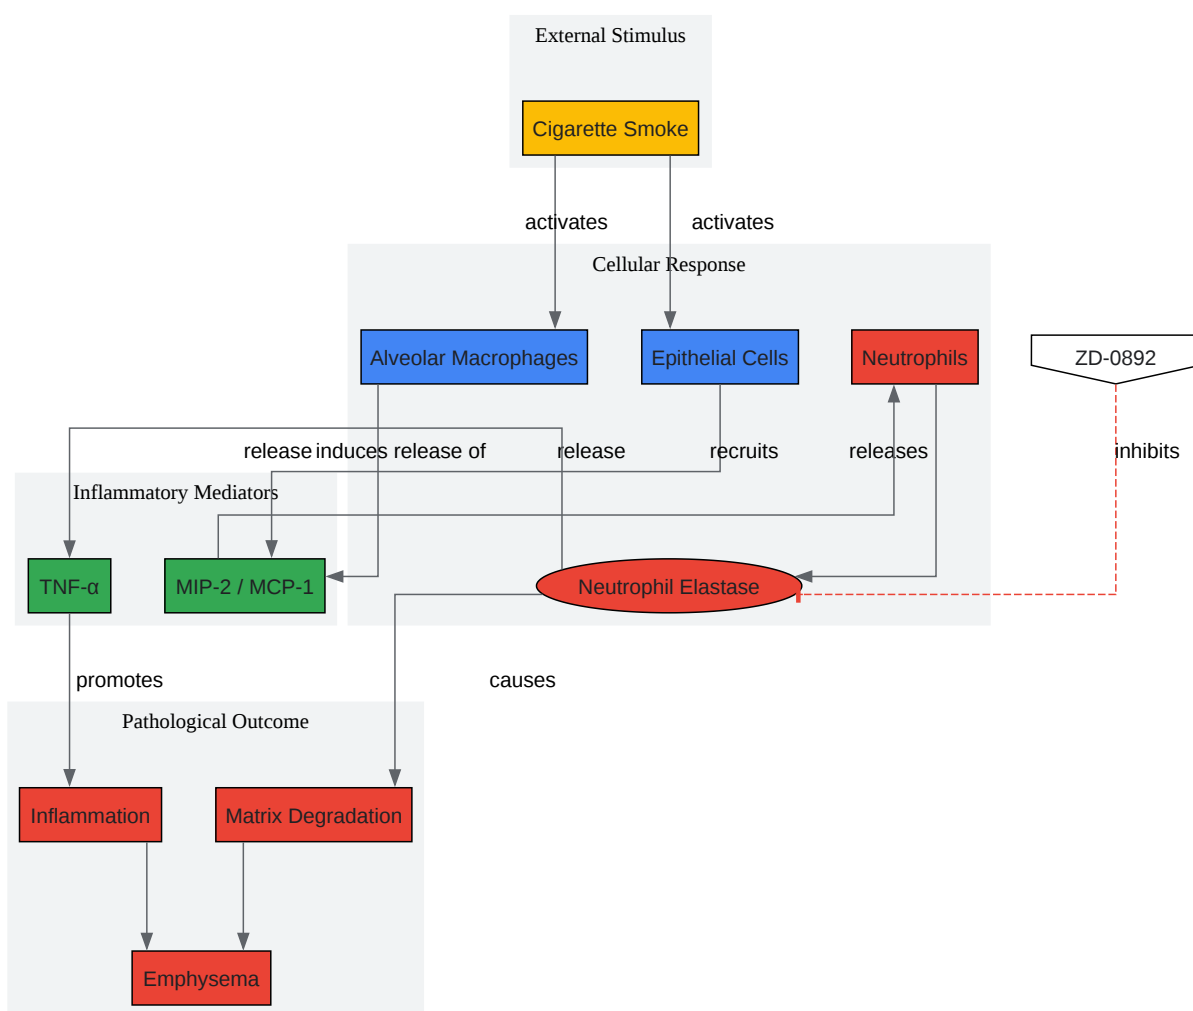 External Stimulus
Cigarette Smoke
activates
activates
Cellular Response
Alveolar Macrophages
Epithelial Cells
Neutrophils
ZD-0892
release
induces release of
release
recruits
releases
inhibits
Inflammatory Mediators
TNF-α
MIP-2 / MCP-1
Neutrophil Elastase
promotes
causes
Pathological Outcome
Inflammation
Matrix Degradation
Emphysema